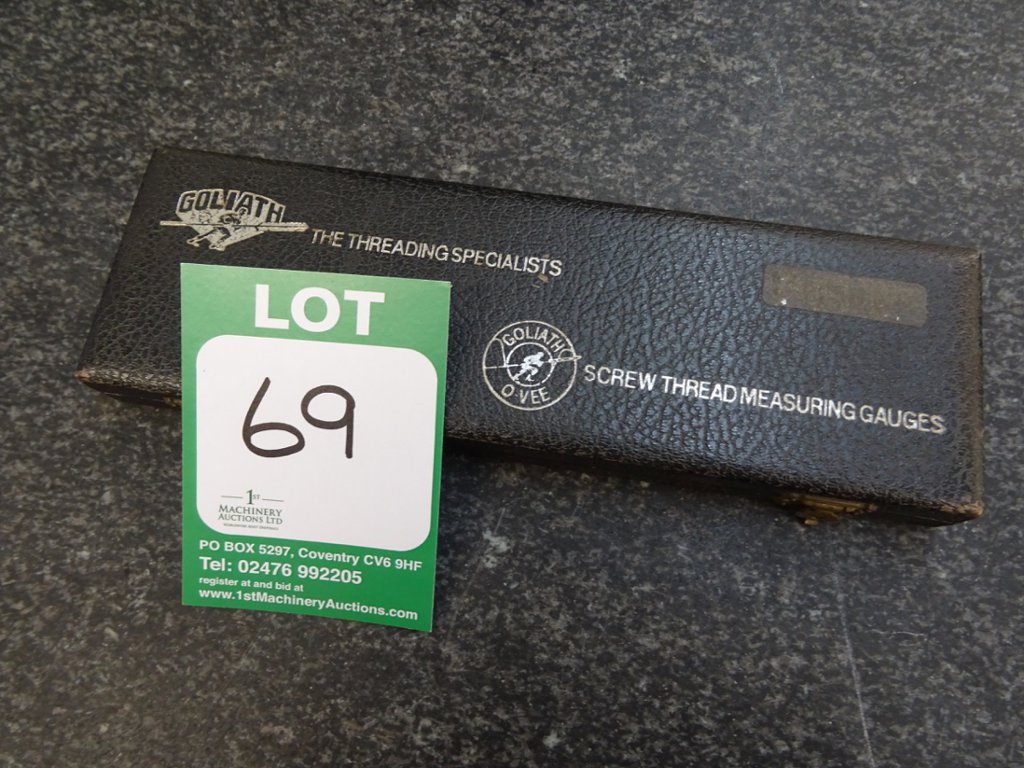 GOLIATH
THE THREADING SPECIALISTS
GOLIATH
O-VEE
SCREW THREAD MEASURING GAUGES
LOT
69
1ST
MACHINERY
AUCTIONS LTD
PO BOX 5297, Coventry CV6 9HF
Tel: 02476 992205
register at and bid at
www.1stMachineryAuctions.com